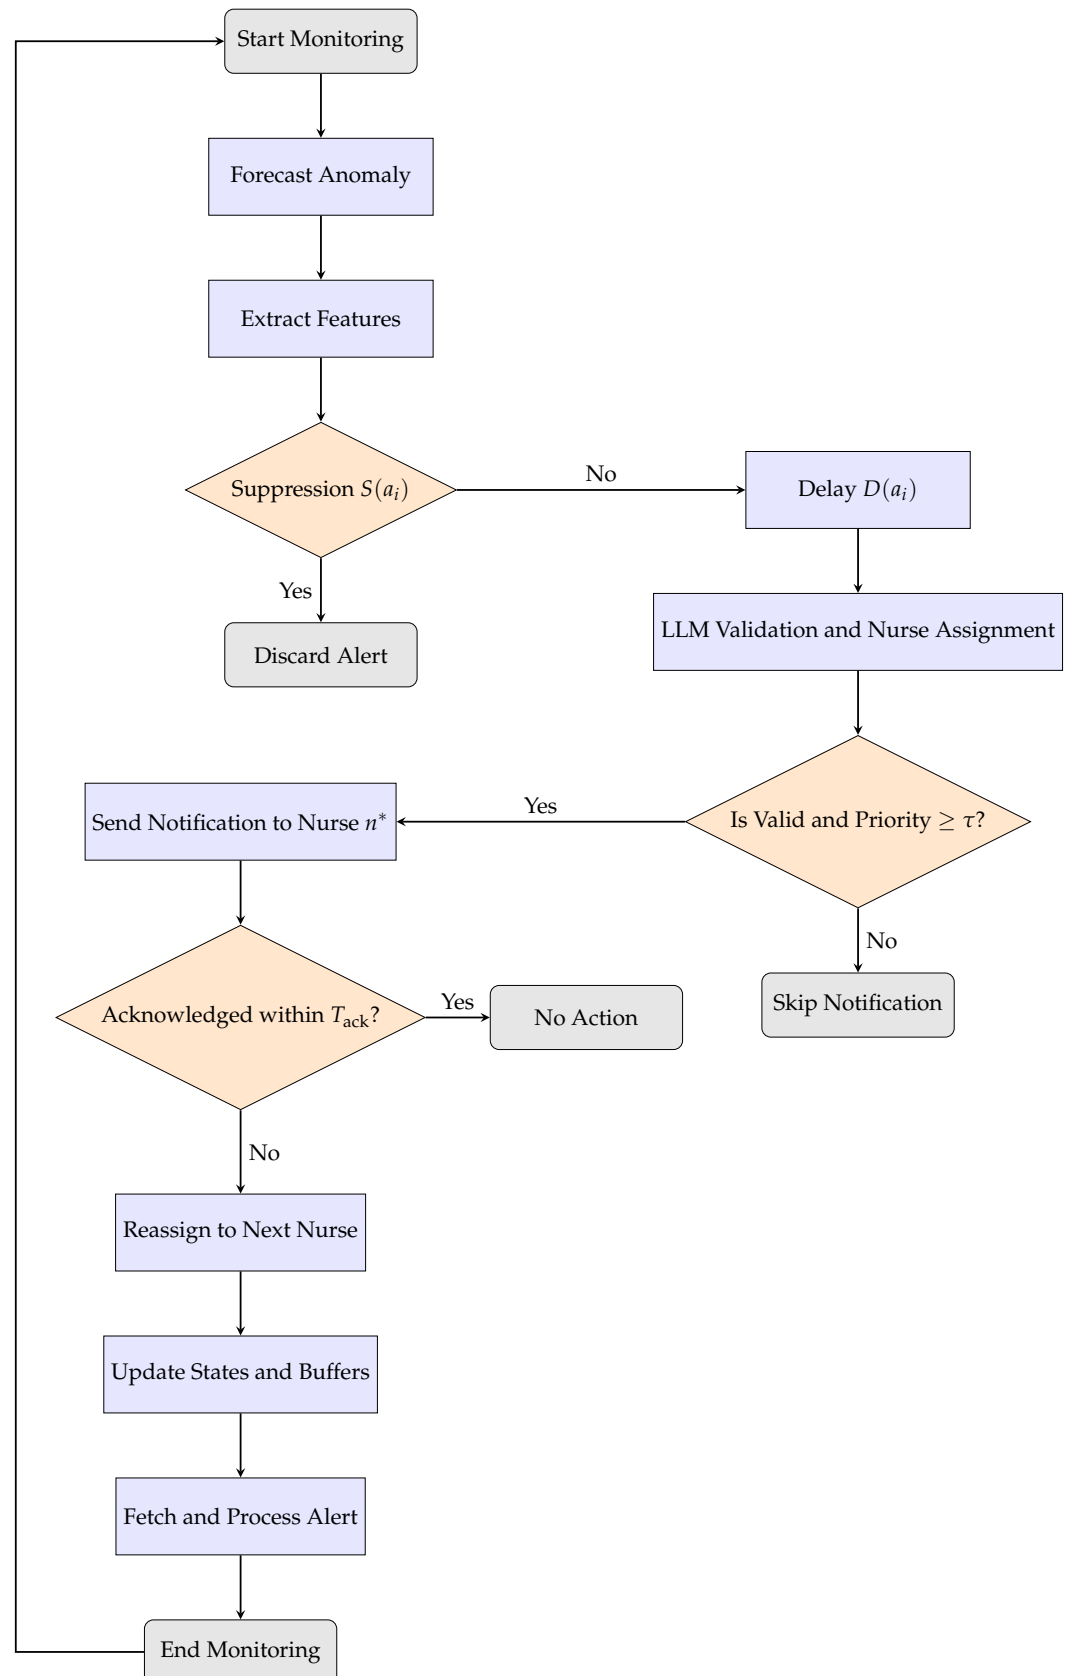 Start Monitoring
Forecast Anomaly
Extract Features
Suppression S(aᵢ)
No
Delay D(aᵢ)
Yes
Discard Alert
LLM Validation and Nurse Assignment
Is Valid and Priority ≥ τ?
Yes
Send Notification to Nurse n*
No
Skip Notification
Acknowledged within T_ack?
Yes
No Action
No
Reassign to Next Nurse
Update States and Buffers
Fetch and Process Alert
End Monitoring